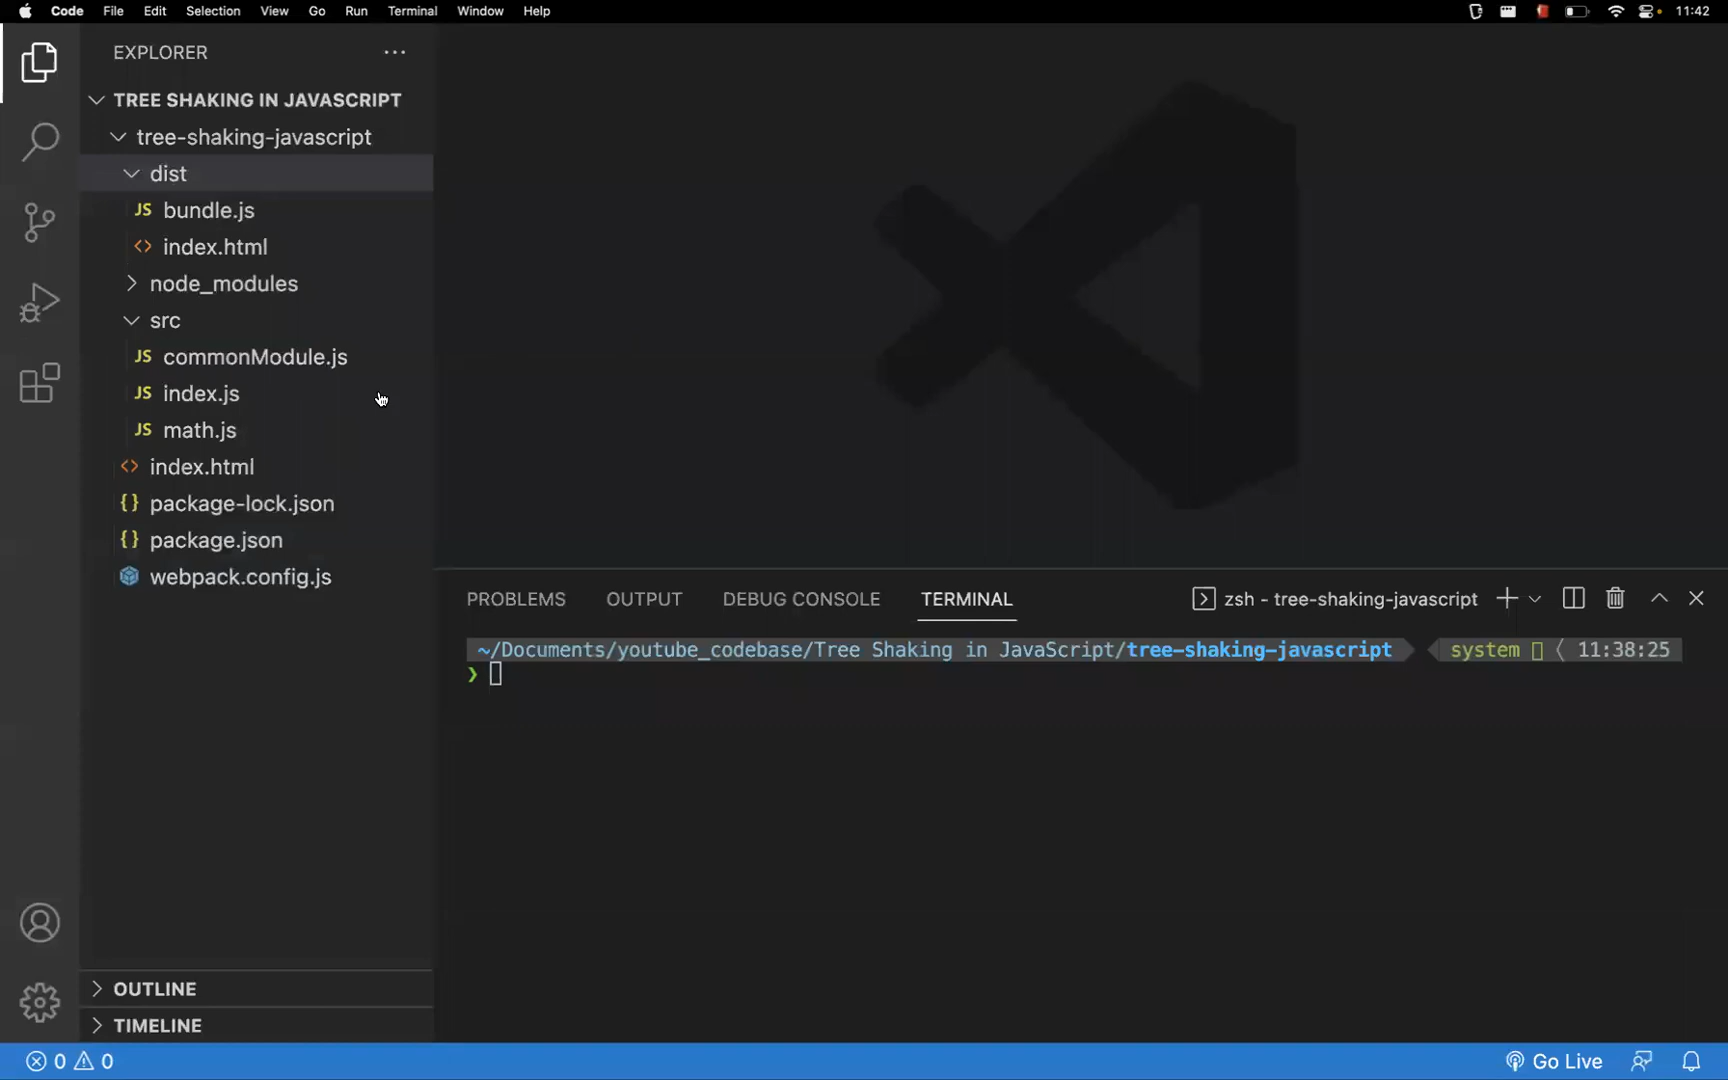 Code File Edit Selection View Go Run Terminal Window Help 11:42
EXPLORER
TREE SHAKING IN JAVASCRIPT
tree-shaking-javascript
dist
JS bundle.js
<> index.html
node_modules
src
JS commonModule.js
JS index.js
JS math.js
<> index.html
{} package-lock.json
{} package.json
webpack.config.js
PROBLEMS OUTPUT DEBUG CONSOLE TERMINAL zsh - tree-shaking-javascript
~/Documents/youtube_codebase/Tree Shaking in JavaScript/tree-shaking-javascript system 11:38:25
❯
OUTLINE
TIMELINE
0 0 Go Live